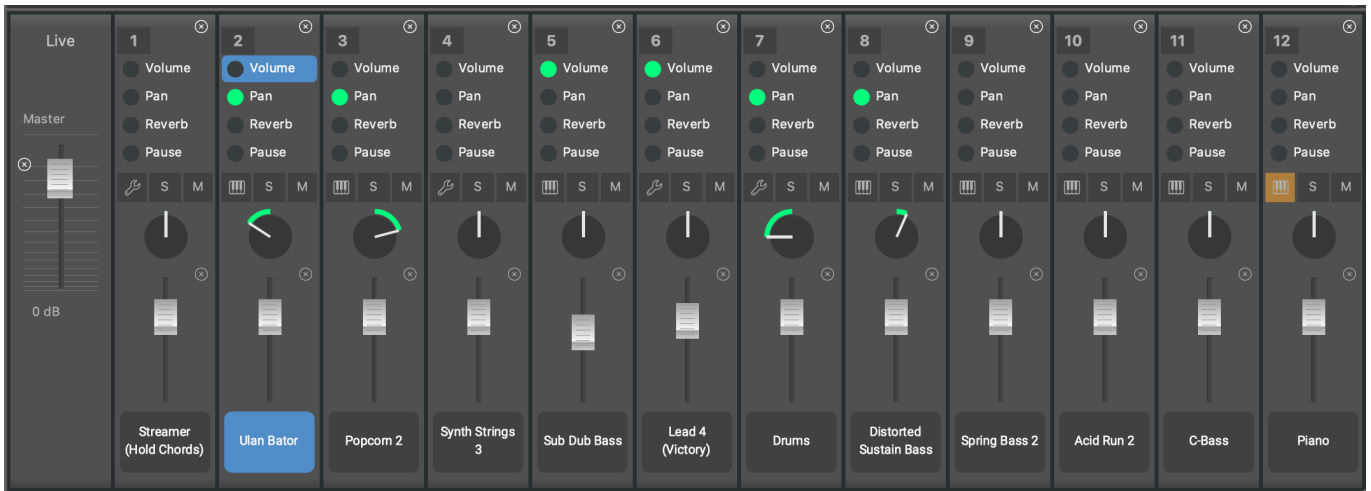 Live
Master
0 dB
1
Volume
Pan
Reverb
Pause
S M
Streamer
(Hold Chords)
2
Volume
Pan
Reverb
Pause
S M
Ulan Bator
3
Volume
Pan
Reverb
Pause
S M
Popcorn 2
4
Volume
Pan
Reverb
Pause
S M
Synth Strings
3
5
Volume
Pan
Reverb
Pause
S M
Sub Dub Bass
6
Volume
Pan
Reverb
Pause
S M
Lead 4
(Victory)
7
Volume
Pan
Reverb
Pause
S M
Drums
8
Volume
Pan
Reverb
Pause
S M
Distorted
Sustain Bass
9
Volume
Pan
Reverb
Pause
S M
Spring Bass 2
10
Volume
Pan
Reverb
Pause
S M
Acid Run 2
11
Volume
Pan
Reverb
Pause
S M
C-Bass
12
Volume
Pan
Reverb
Pause
S M
Piano